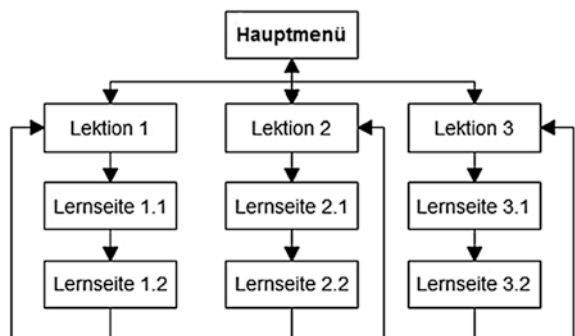 Hauptmenü
Lektion 1
Lektion 2
Lektion 3
Lernseite 1.1
Lernseite 2.1
Lernseite 3.1
Lernseite 1.2
Lernseite 2.2
Lernseite 3.2